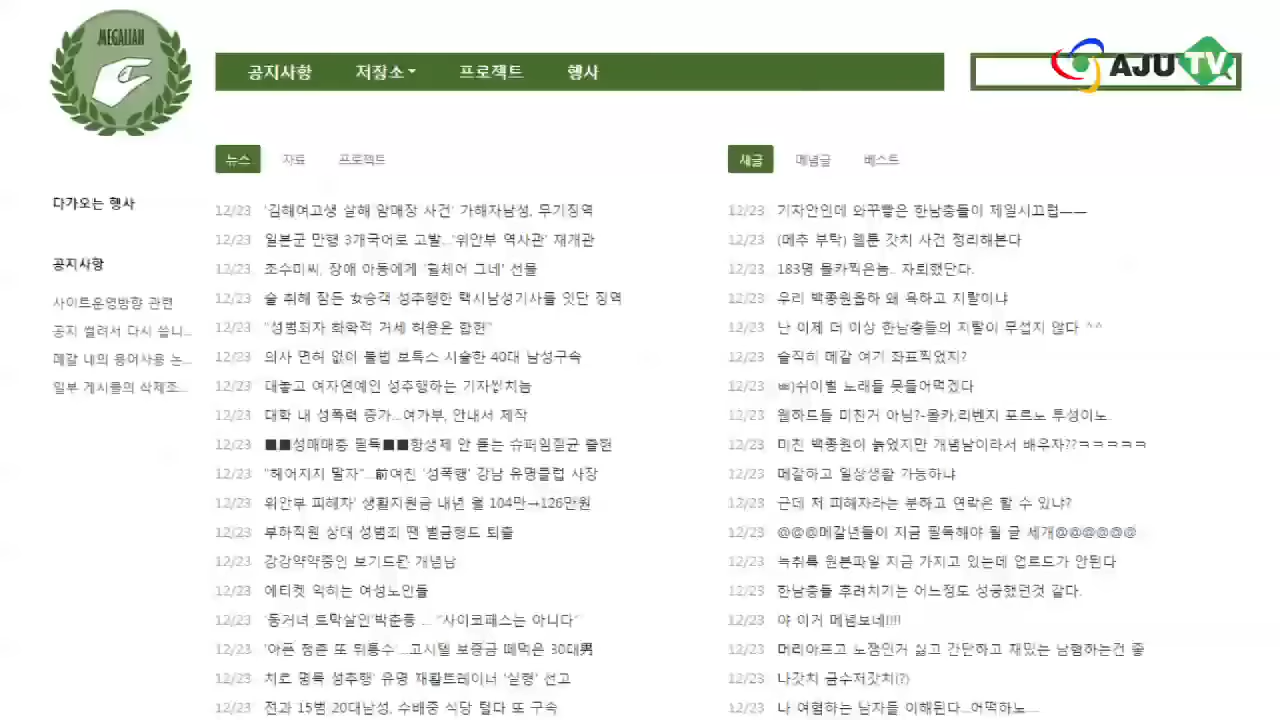 MEGALIAN
공지사항 저장소 프로젝트 행사
AJU TV
뉴스 자료 프로젝트
새글 메념글 베스트
다가오는 행사
공지사항
사이트운영방향 관련
공지 썰려서 다시 씁니...
메갈 내의 용어사용 논...
일부 게시물의 삭제조...
12/23 '김해여고생 살해 암매장 사건' 가해자남성, 무기징역
12/23 일본군 만행 3개국어로 고발...'위안부 역사관' 재개관
12/23 조수미씨, 장애 아동에게 '휠체어 그네' 선물
12/23 술 취해 잠든 女승객 성추행한 택시남성기사들 잇단 징역
12/23 "성범죄자 화학적 거세 허용은 합헌"
12/23 의사 면허 없이 불법 보톡스 시술한 40대 남성구속
12/23 대놓고 여자연예인 성추행하는 기자씹치놈
12/23 대학 내 성폭력 증가...여가부, 안내서 제작
12/23 ■■성매매충 필독■■항생제 안 듣는 슈퍼임질균 출현
12/23 "헤어지지 말자"...前여친 '성폭행' 강남 유명클럽 사장
12/23 위안부 피해자' 생활지원금 내년 월 104만→126만원
12/23 부하직원 상대 성범죄 땐 벌금형도 퇴출
12/23 강강약약중인 보기드문 개념남
12/23 에티켓 익히는 여성노인들
12/23 '동거녀 토막살인'박춘풍 ... "사이코패스는 아니다"
12/23 '아픈 청춘 또 뒤통수'...고시텔 보증금 떼먹은 30대男
12/23 치료 명목 성추행' 유명 재활트레이너 '실형' 선고
12/23 전과 15범 20대남성, 수배중 식당 털다 또 구속
12/23 기자안인데 와꾸빻은 한남충들이 제일시끄럽ㅡㅡ
12/23 (메추 부탁) 웹툰 갓치 사건 정리해본다
12/23 183명 몰카찍은놈.. 자퇴했단다.
12/23 우리 백종원옵하 왜 욕하고 지랄이냐
12/23 난 이제 더 이상 한남충들의 지랄이 무섭지 않다 ^^
12/23 솔직히 메갈 여기 좌표찍었지?
12/23 삐)쉬이벌 노래들 못들어먹겠다
12/23 웹하드들 미친거 아님?-몰카,리벤지 포르노 투성이노.
12/23 미친 백종원이 늙었지만 개념남이라서 배우자??ㅋㅋㅋㅋㅋ
12/23 메갈하고 일상생활 가능하냐
12/23 근데 저 피해자라는 분하고 연락은 할 수 있냐?
12/23 @@@메갈년들이 지금 필독해야 될 글 세개@@@@@@
12/23 녹취록 원본파일 지금 가지고 있는데 업로드가 안된다
12/23 한남충들 후려치기는 어느정도 성공했던것 같다.
12/23 야 이거 메념보내!!!!
12/23 머리아프고 노잼인거 싫고 간단하고 재밌는 남혐하는건 좋
12/23 나갓치 금수저갓치(?)
12/23 나 여혐하는 남자들 이해된다...어떡하노....